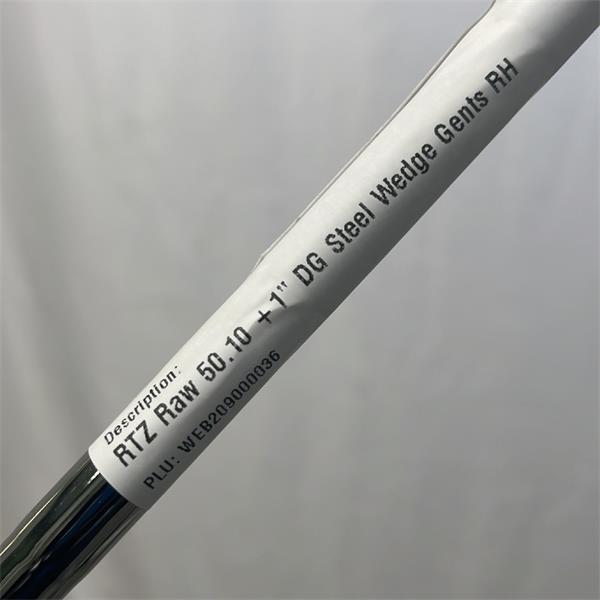 Description:
RTZ Raw 50.10 +1" DG Steel Wedge Gents RH
PLU: WEB209000036